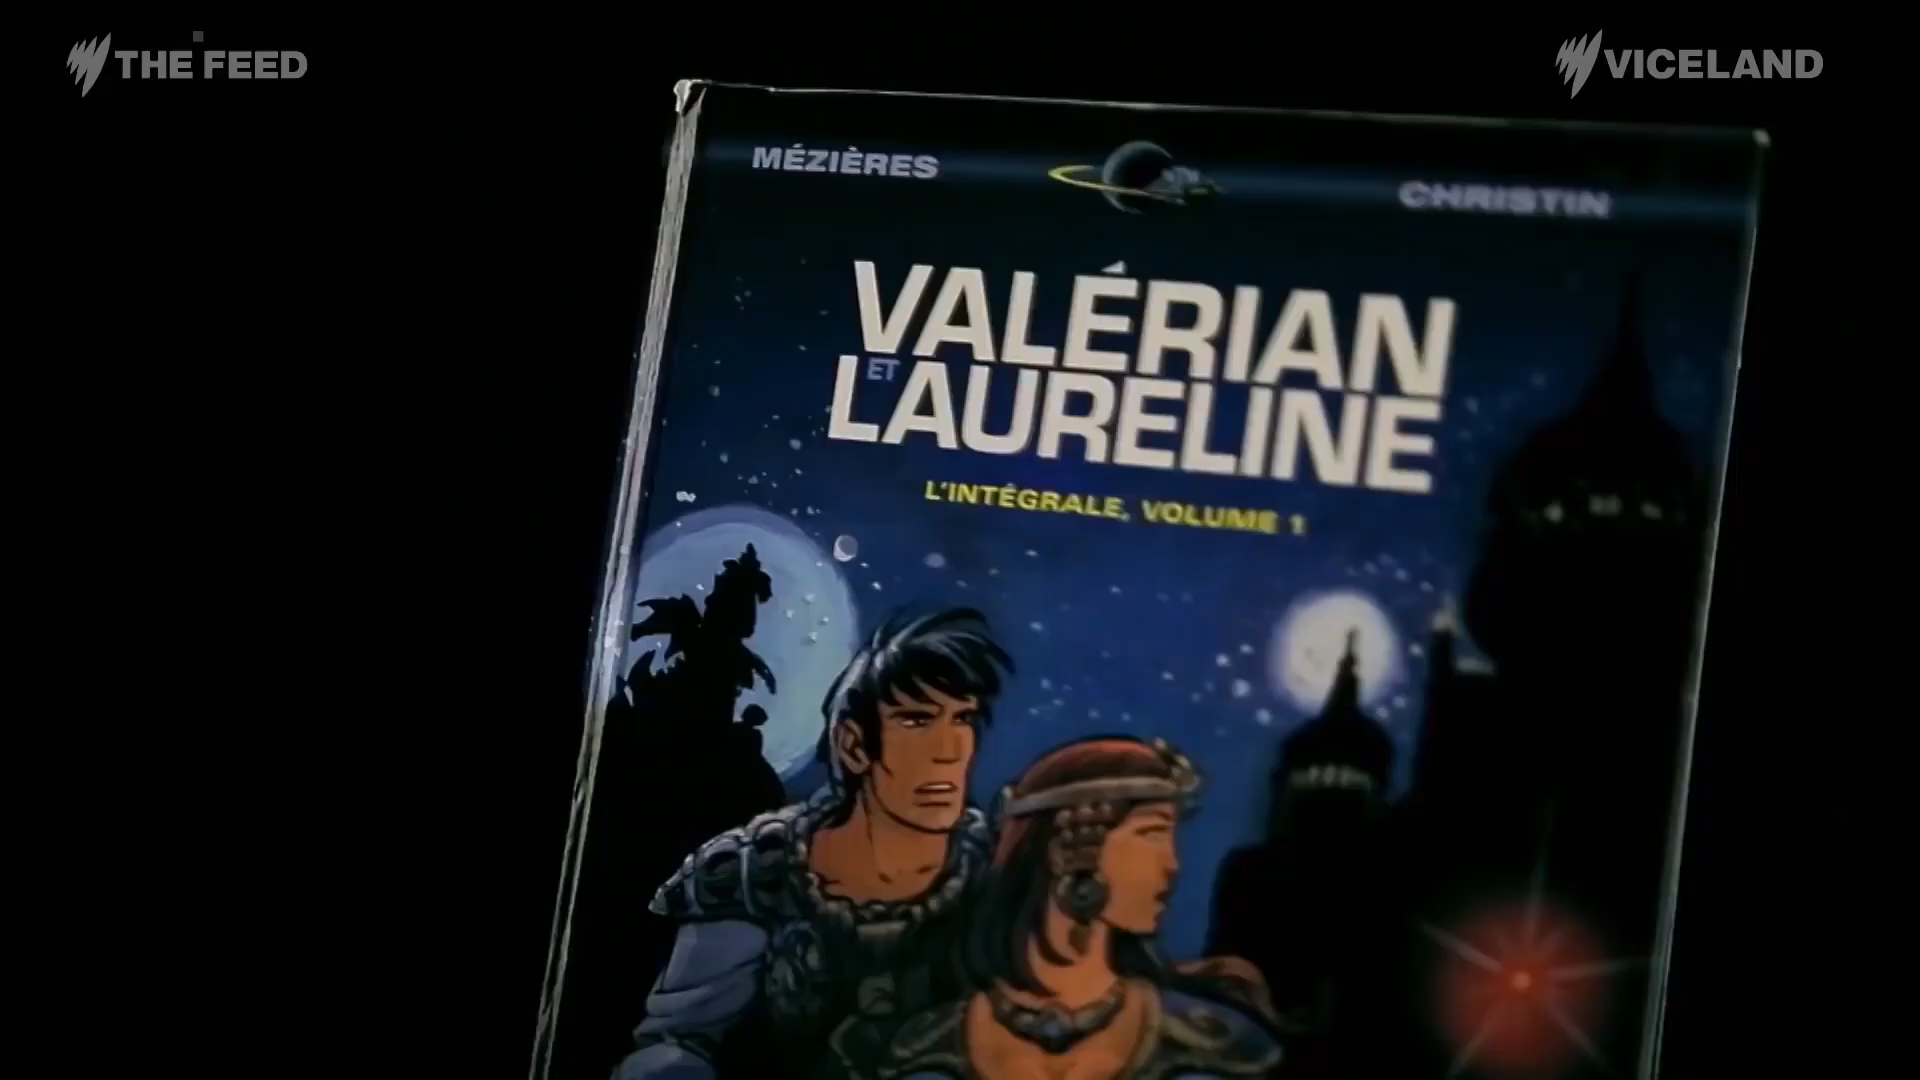 THE FEED
VICELAND
MÉZIÈRES
CHRISTIN
VALÉRIAN
ET
LAURELINE
L'INTÉGRALE, VOLUME 1